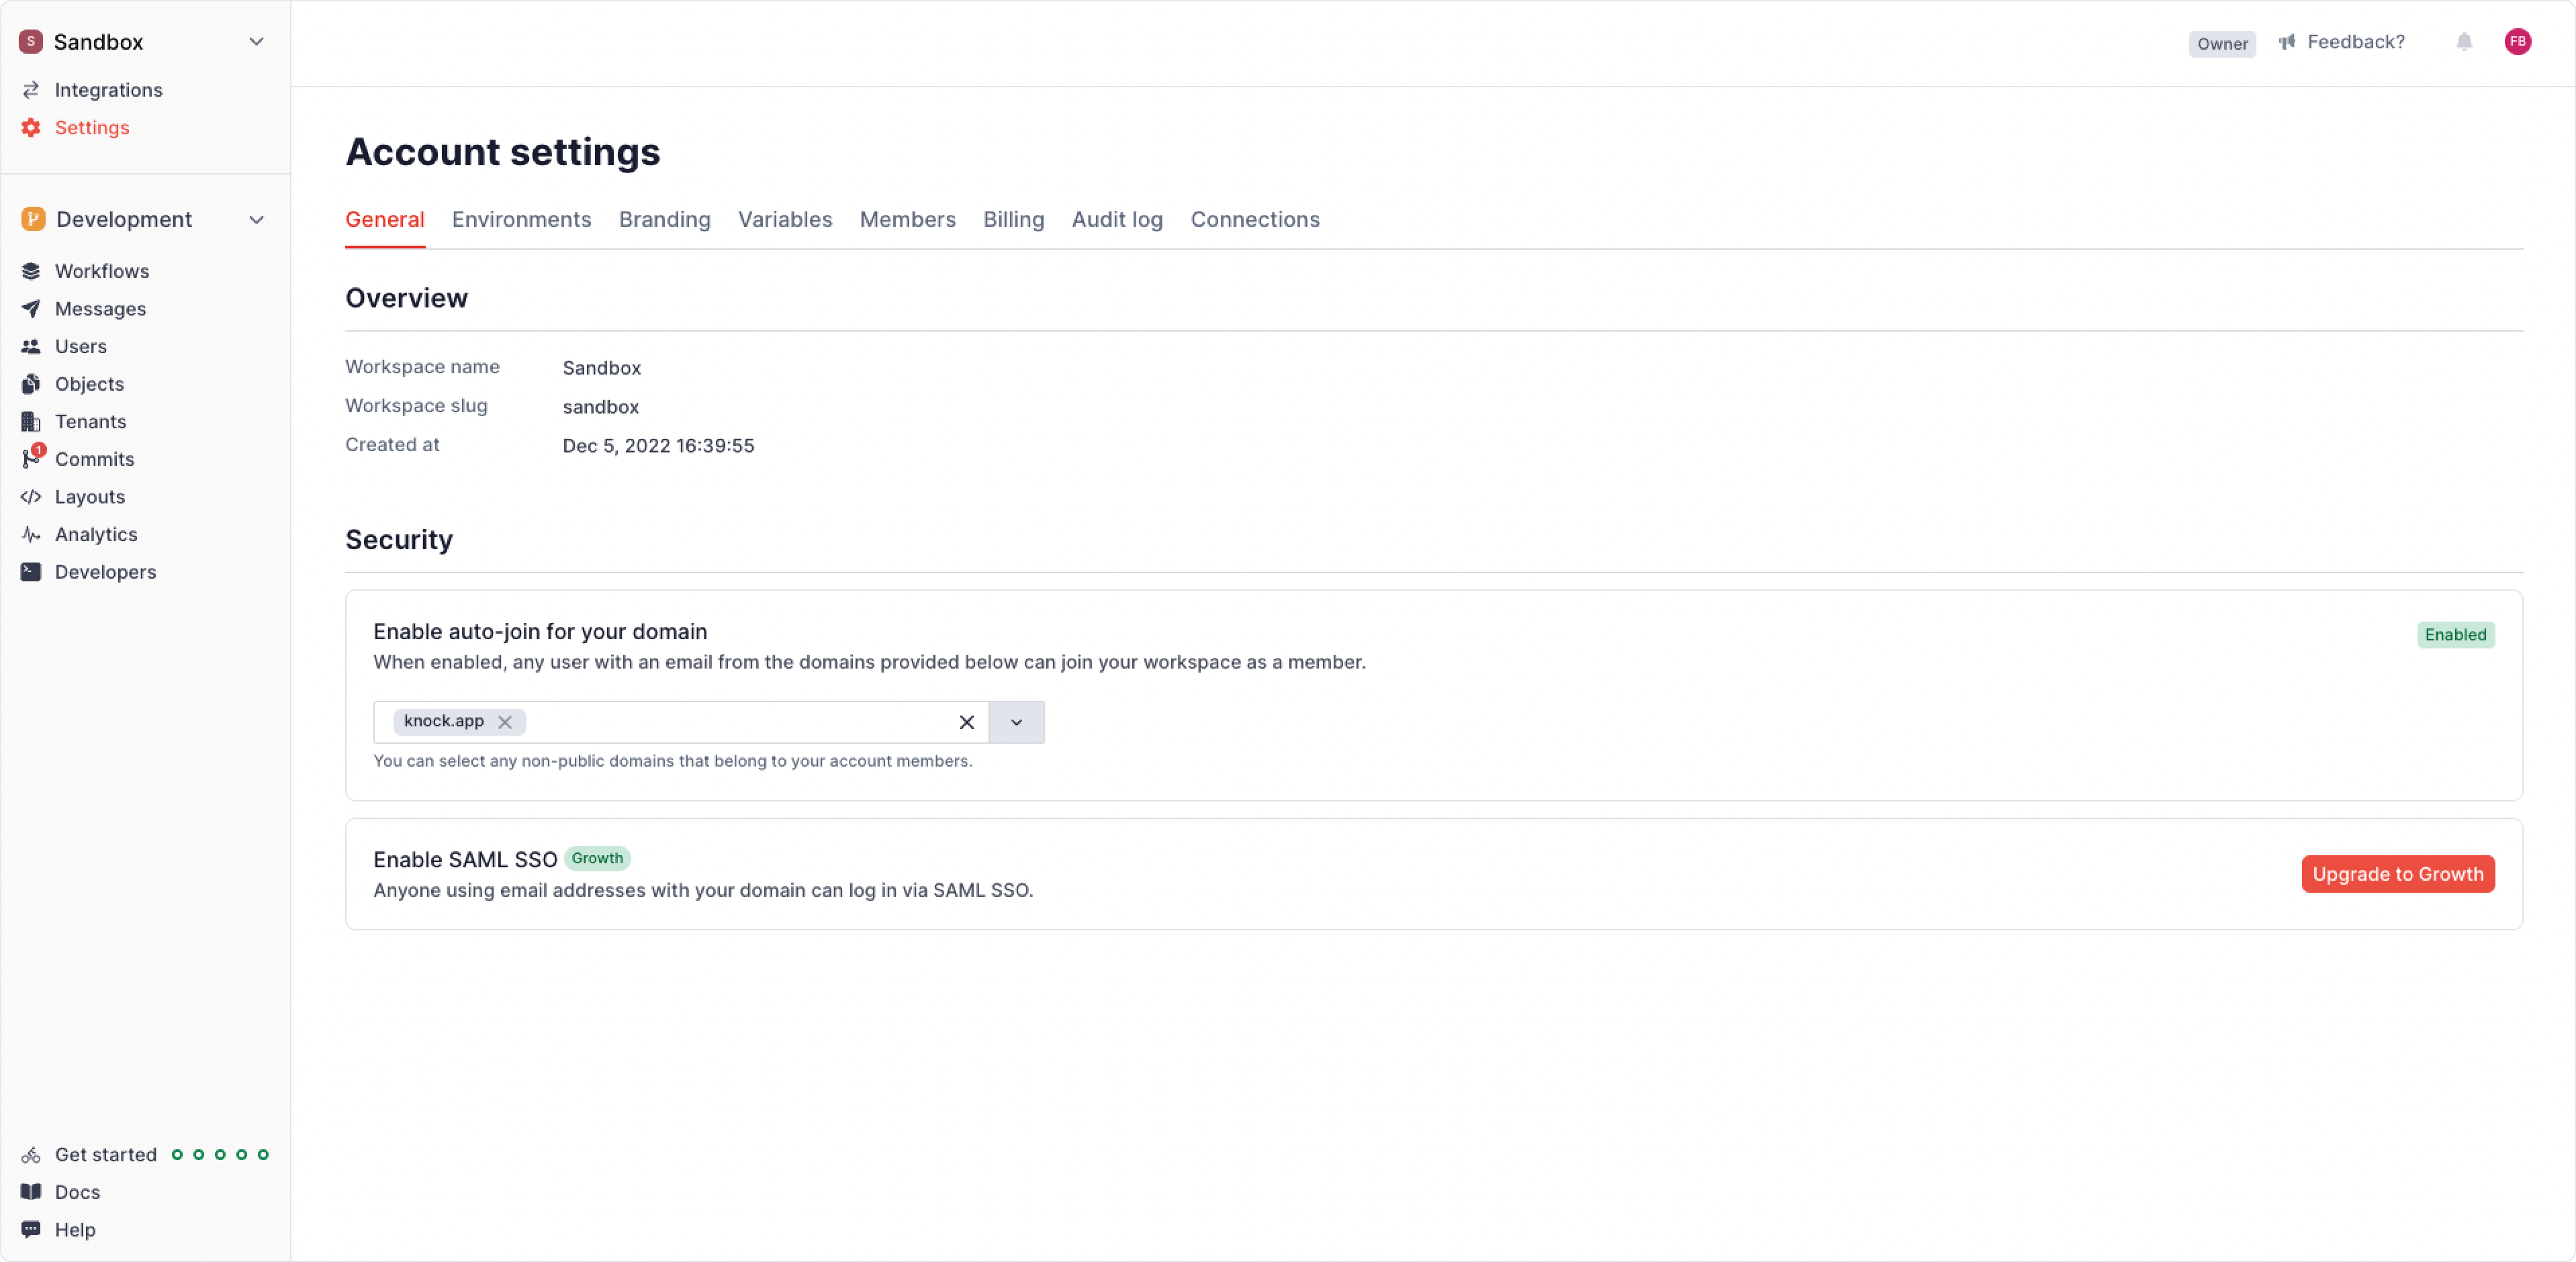 S Sandbox
Integrations
Settings
Development
Workflows
Messages
Users
Objects
Tenants
1
Commits
Layouts
Analytics
Developers
Get started
Docs
Help
Owner Feedback? FB
Account settings
General Environments Branding Variables Members Billing Audit log Connections
Overview
Workspace name Sandbox
Workspace slug sandbox
Created at Dec 5, 2022 16:39:55
Security
Enable auto-join for your domain
Enabled
When enabled, any user with an email from the domains provided below can join your workspace as a member.
knock.app
You can select any non-public domains that belong to your account members.
Enable SAML SSO Growth
Anyone using email addresses with your domain can log in via SAML SSO.
Upgrade to Growth